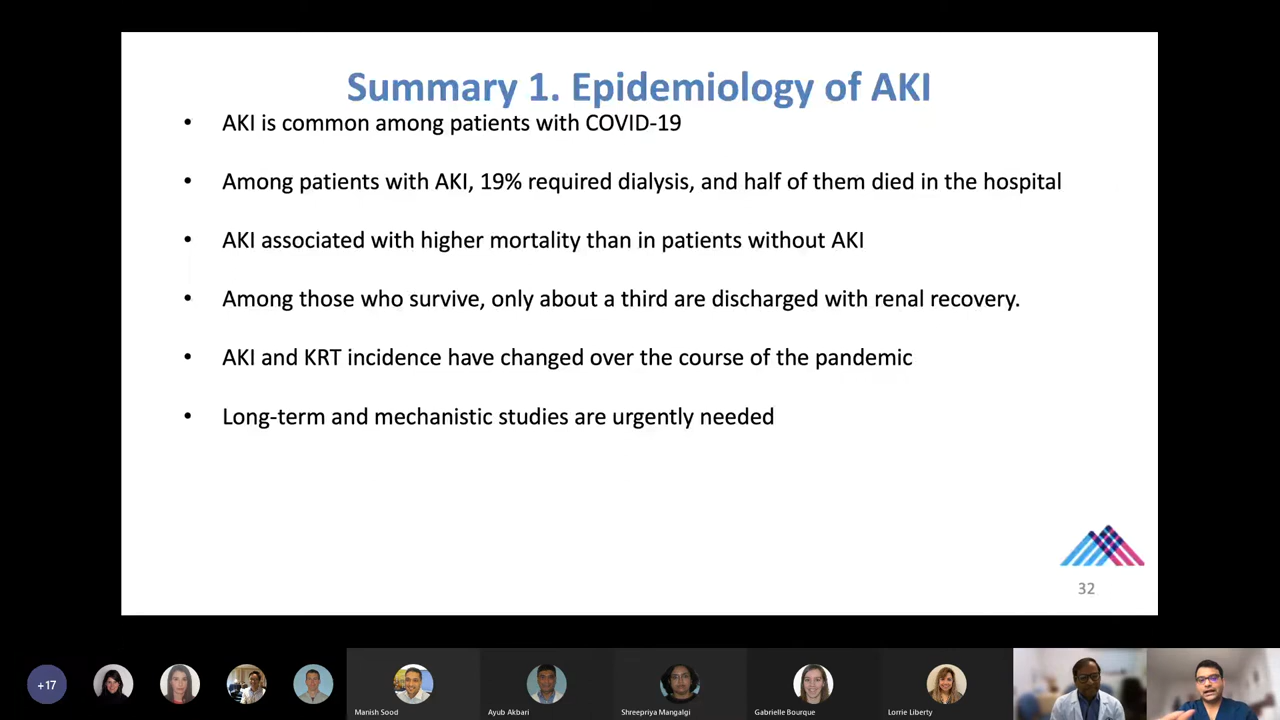 Summary 1. Epidemiology of AKI
• AKI is common among patients with COVID-19
• Among patients with AKI, 19% required dialysis, and half of them died in the hospital
• AKI associated with higher mortality than in patients without AKI
• Among those who survive, only about a third are discharged with renal recovery.
• AKI and KRT incidence have changed over the course of the pandemic
• Long-term and mechanistic studies are urgently needed
32
+17
Manish Sood
Ayub Akbari
Shreepriya Mangalgi
Gabrielle Bourque
Lorrie Liberty